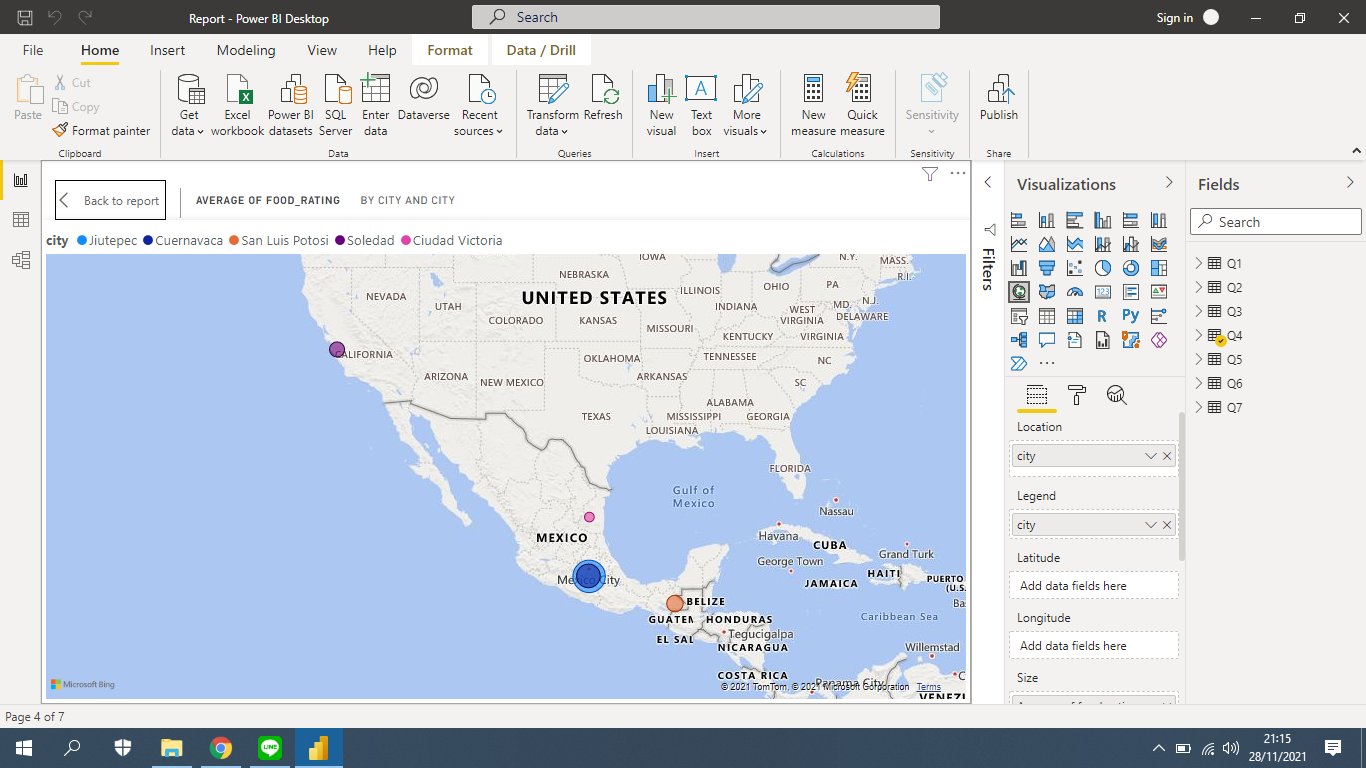 Report - Power BI Desktop
Search
Sign in
File Home Insert Modeling View Help Format Data / Drill
Paste
Cut
Copy
Format painter
Clipboard
Get data
Excel workbook
Power BI datasets
SQL Server
Enter data
Dataverse
Recent sources
Data
Transform data
Refresh
Queries
New visual
Text box
More visuals
Insert
New measure
Quick measure
Calculations
Sensitivity
Sensitivity
Publish
Share
Back to report
AVERAGE OF FOOD_RATING BY CITY AND CITY
city Jiutepec Cuernavaca San Luis Potosi Soledad Ciudad Victoria
IOWA
N.Y.
MASS.
R.I.
NEBRASKA
NEVADA
UTAH
UNITED STATES
ILLINOIS
OHIO
PA
INDIANA
MD.
N.J.
COLORADO
KANSAS
MISSOURI
WEST VIRGINIA
DELAWARE
KENTUCKY
VIRGINIA
CALIFORNIA
OKLAHOMA
TENNESSEE
NC
ARIZONA
NEW MEXICO
ARKANSAS
SC
ALABAMA
TEXAS
MISSISSIPPI
GEORGIA
LOUISIANA
FLORIDA
Gulf of Mexico
Nassau
MEXICO
Havana
CUBA
George Town
Grand Turk
Mexico City
JAMAICA
HAITI
PUERTO
(U.S.
BELIZE
Ba
GUATEM
HONDURAS
Caribbean Sea
EL SAL
Tegucigalpa
NICARAGUA
Willemstad
COSTA RICA
Panama City
C
VENEZ
Microsoft Bing
© 2021 TomTom, © 2021 Microsoft Corporation Terms
Filters
Visualizations
R
Py
123
Location
city
Legend
city
Latitude
Add data fields here
Longitude
Add data fields here
Size
Fields
Search
Q1
Q2
Q3
Q4
Q5
Q6
Q7
Page 4 of 7
LINE
21:15
28/11/2021